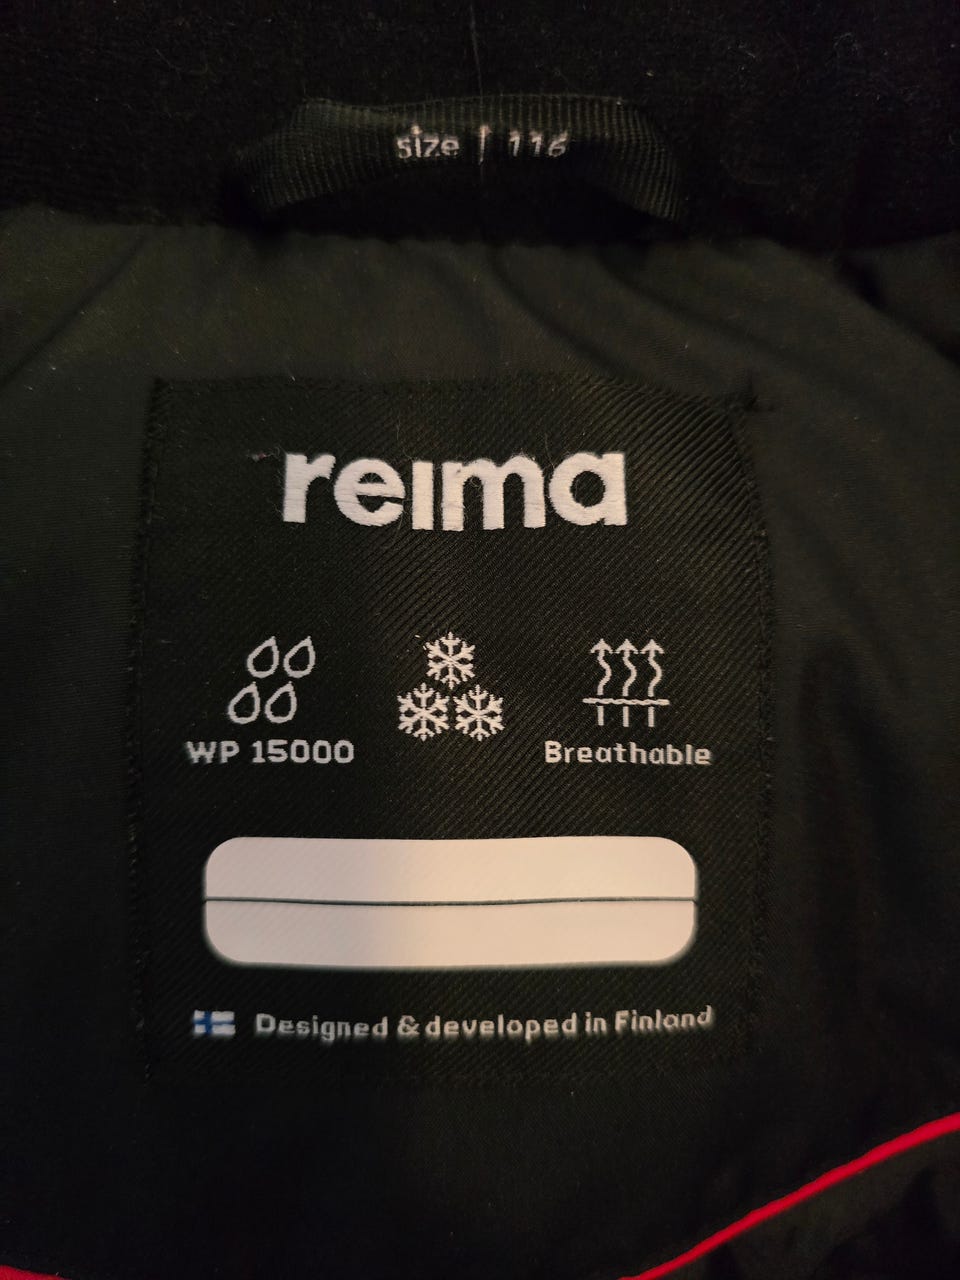 size | 116
reima
WP 15000
Breathable
Designed & developed in Finland